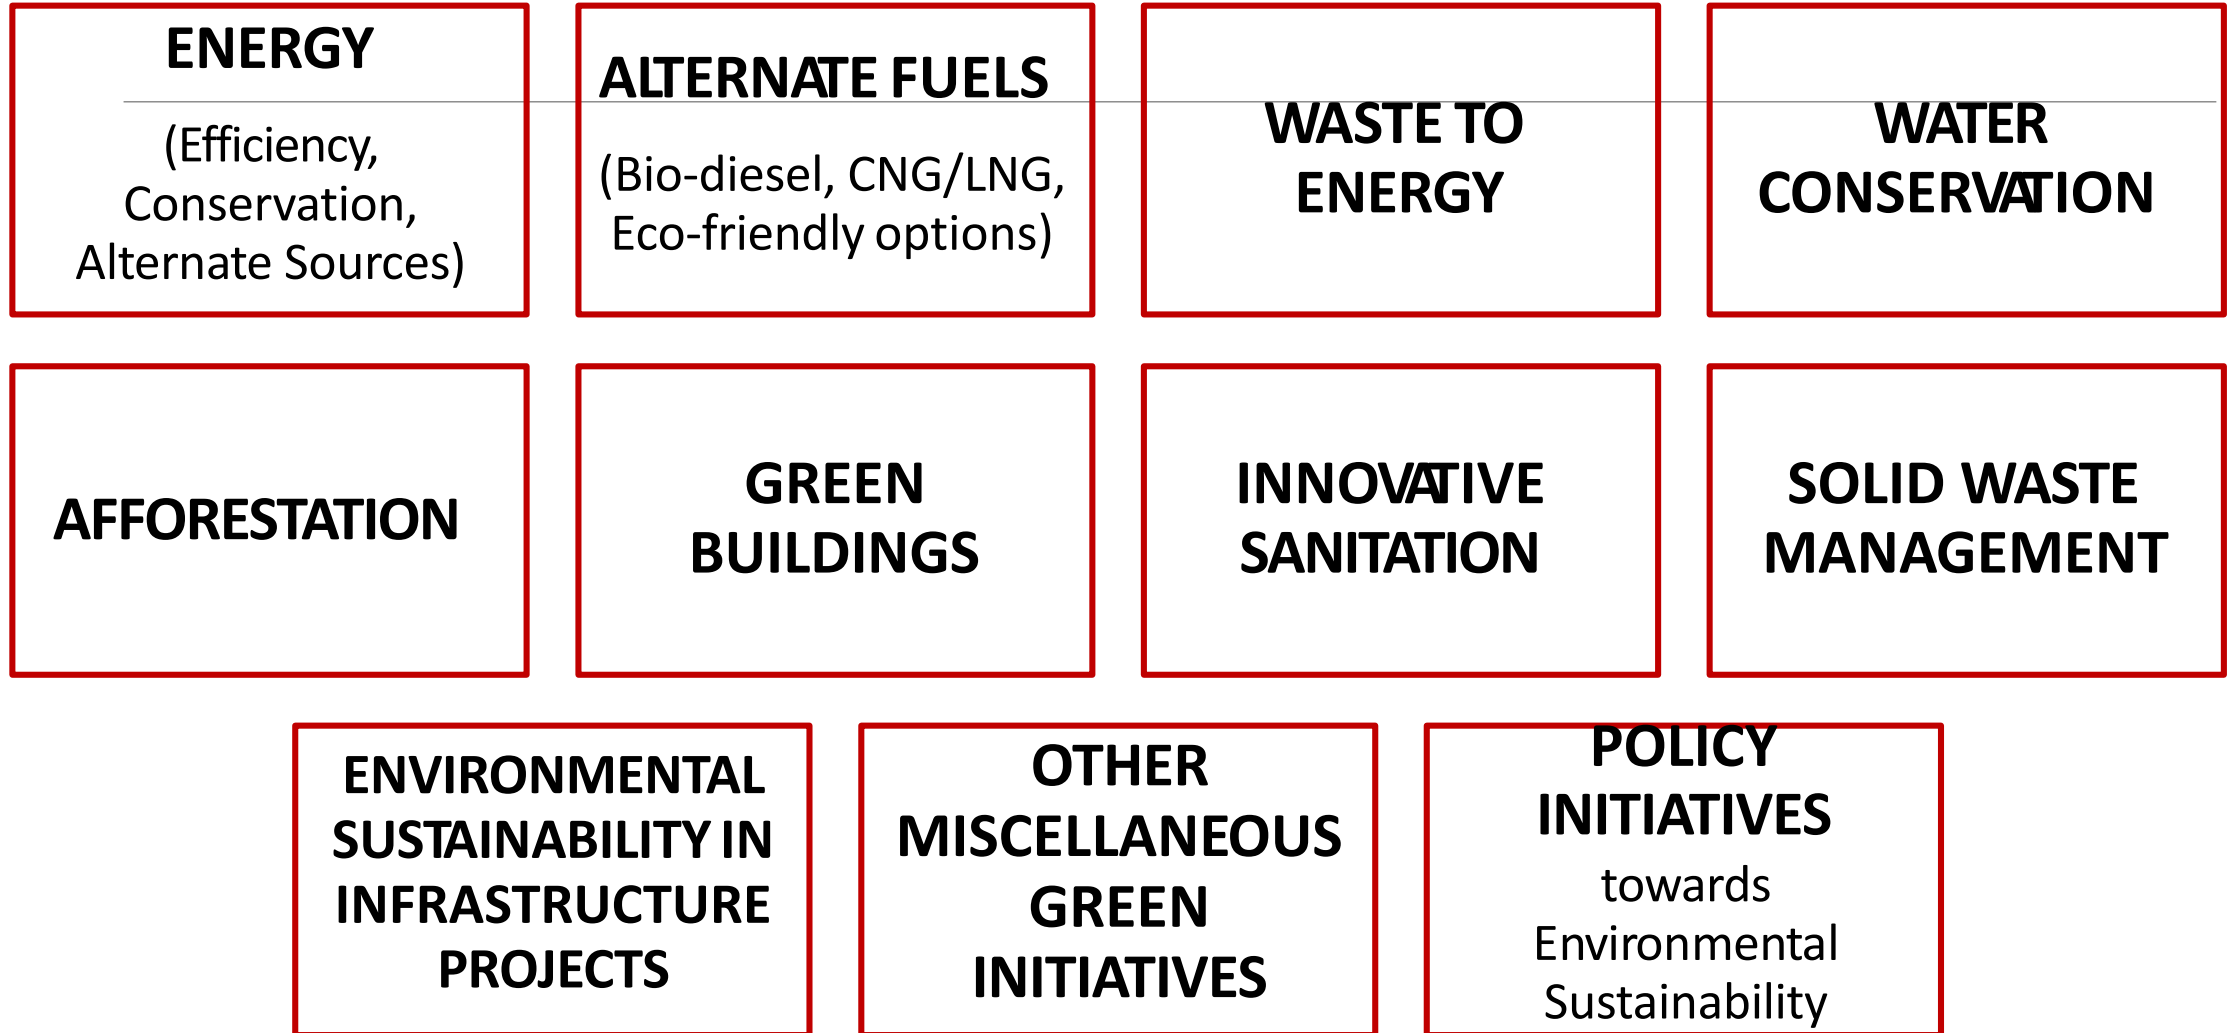 ENERGY
(Efficiency,
Conservation,
Alternate Sources)
ALTERNATE FUELS
(Bio-diesel, CNG/LNG,
Eco-friendly options)
WASTE TO
ENERGY
WATER
CONSERVATION
AFFORESTATION
GREEN
BUILDINGS
INNOVATIVE
SANITATION
SOLID WASTE
MANAGEMENT
ENVIRONMENTAL
SUSTAINABILITY IN
INFRASTRUCTURE
PROJECTS
OTHER
MISCELLANEOUS
GREEN
INITIATIVES
POLICY
INITIATIVES
towards
Environmental
Sustainability